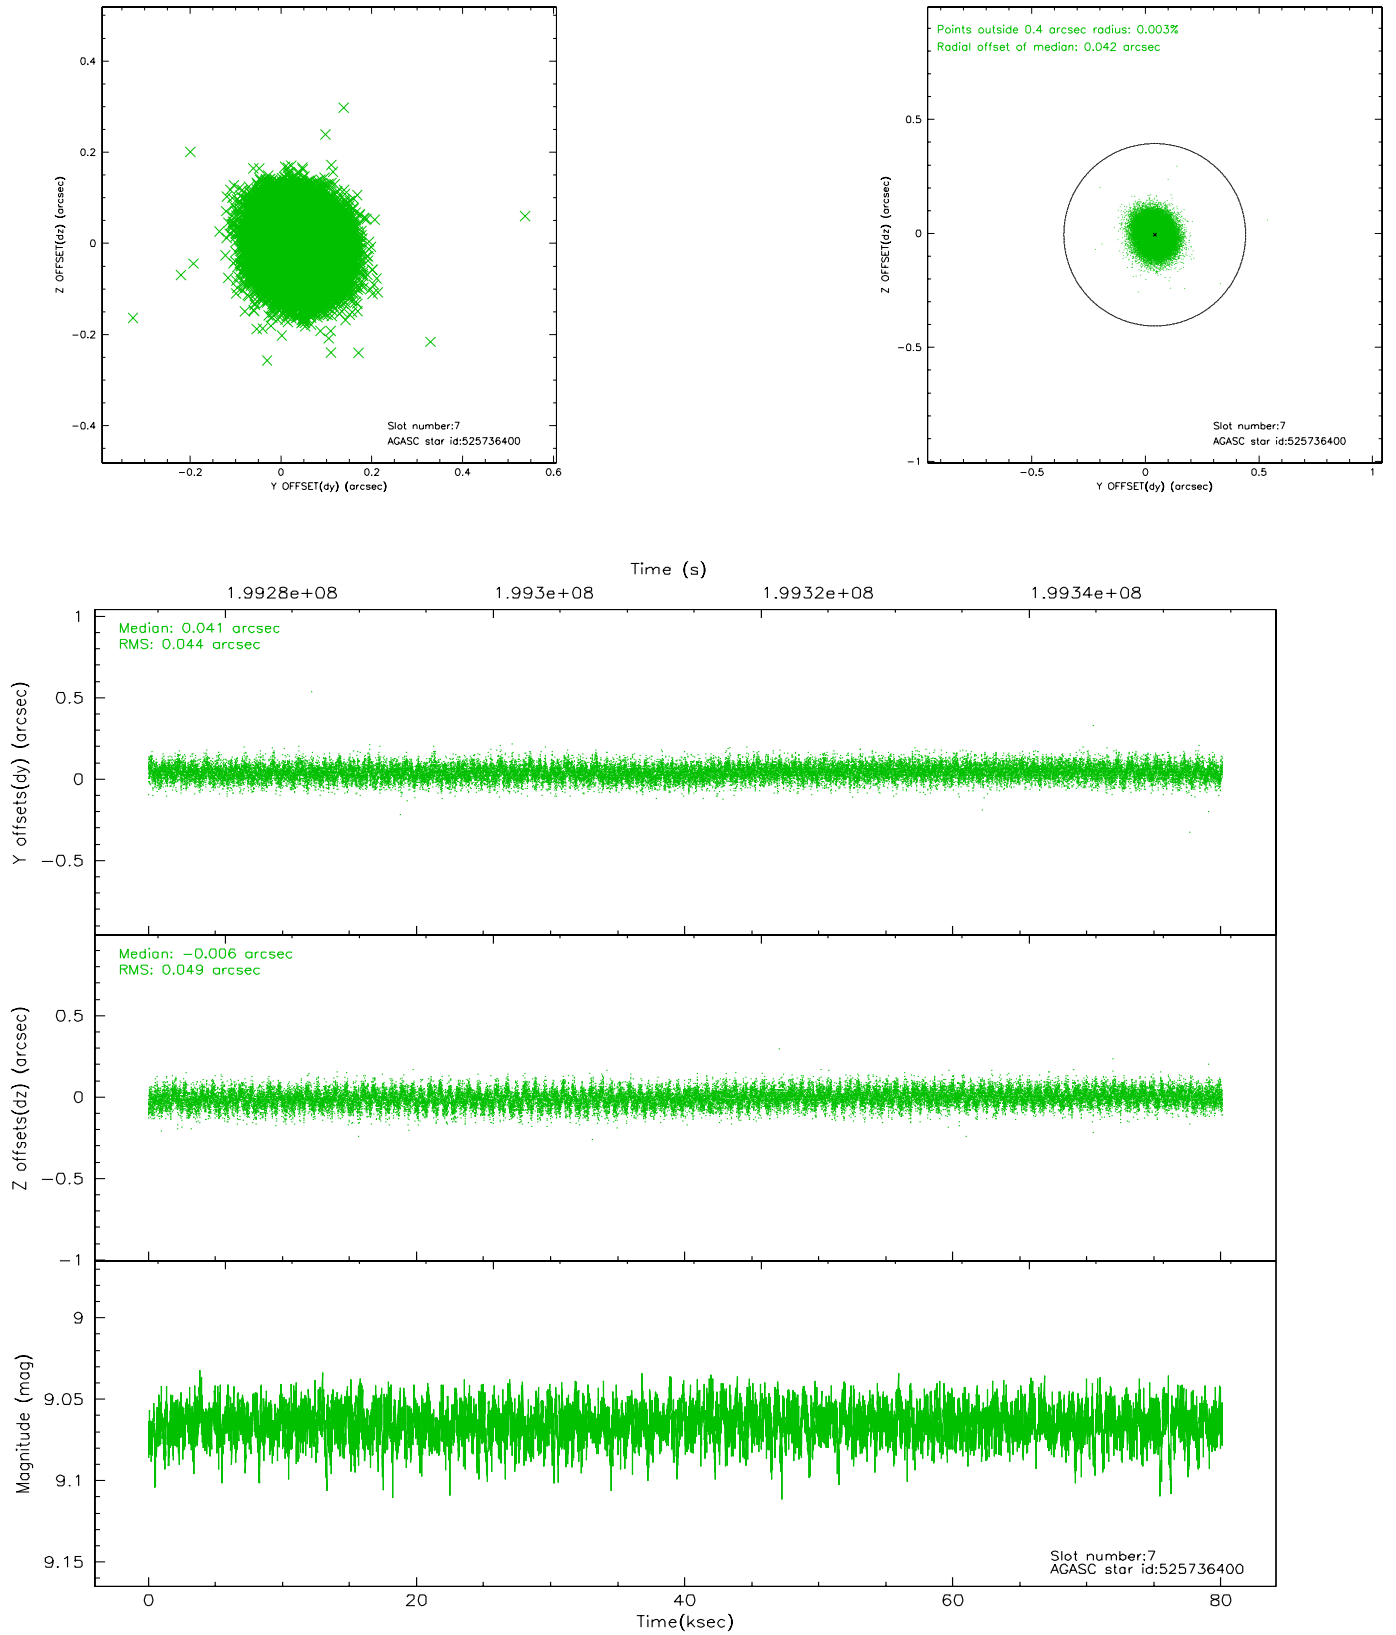 0.4
0.2
0
−0.2
−0.4
Z OFFSET(dz) (arcsec)
Slot number:7
AGASC star id:525736400
−0.2 0 0.2 0.4 0.6
Y OFFSET(dy) (arcsec)
Points outside 0.4 arcsec radius: 0.003%
Radial offset of median: 0.042 arcsec
0.5
0
−0.5
−1
Z OFFSET(dz) (arcsec)
Slot number:7
AGASC star id:525736400
−0.5 0 0.5 1
Y OFFSET(dy) (arcsec)
Time (s)
1.9928e+08 1.993e+08 1.9932e+08 1.9934e+08
Median: 0.041 arcsec
RMS: 0.044 arcsec
1
0.5
0
−0.5
Y offsets(dy) (arcsec)
Median: −0.006 arcsec
RMS: 0.049 arcsec
0.5
0
−0.5
−1
Z offsets(dz) (arcsec)
9
9.05
9.1
9.15
Magnitude (mag)
Slot number:7
AGASC star id:525736400
0 20 40 60 80
Time(ksec)